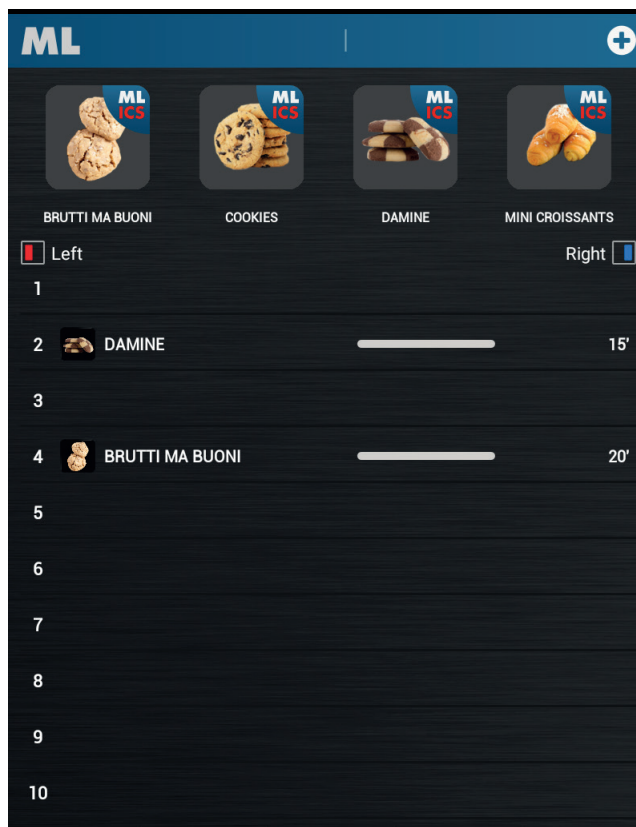 ML
ML
ICS
ML
ICS
ML
ICS
ML
ICS
BRUTTI MA BUONI
COOKIES
DAMINE
MINI CROISSANTS
Left
Right
1
2 DAMINE 15'
3
4 BRUTTI MA BUONI 20'
5
6
7
8
9
10